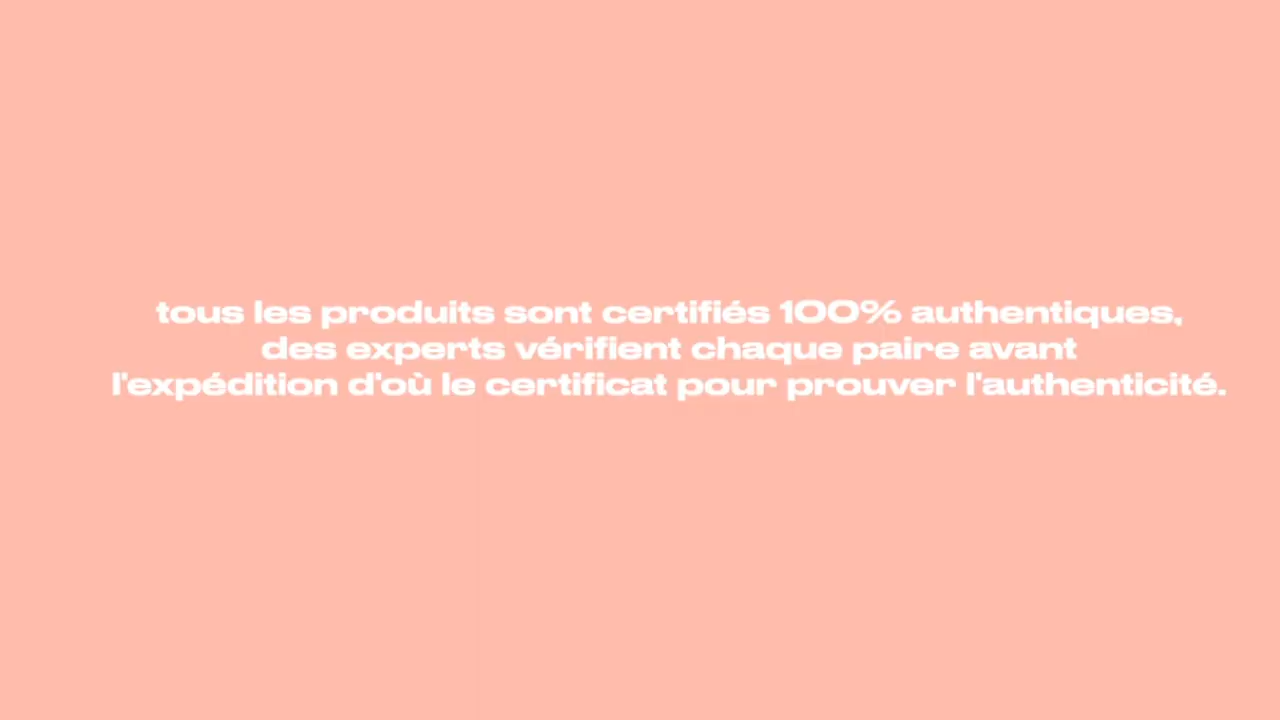 tous les produits sont certifiés 100% authentiques,
des experts vérifient chaque paire avant
l'expédition d'où le certificat pour prouver l'authenticité.